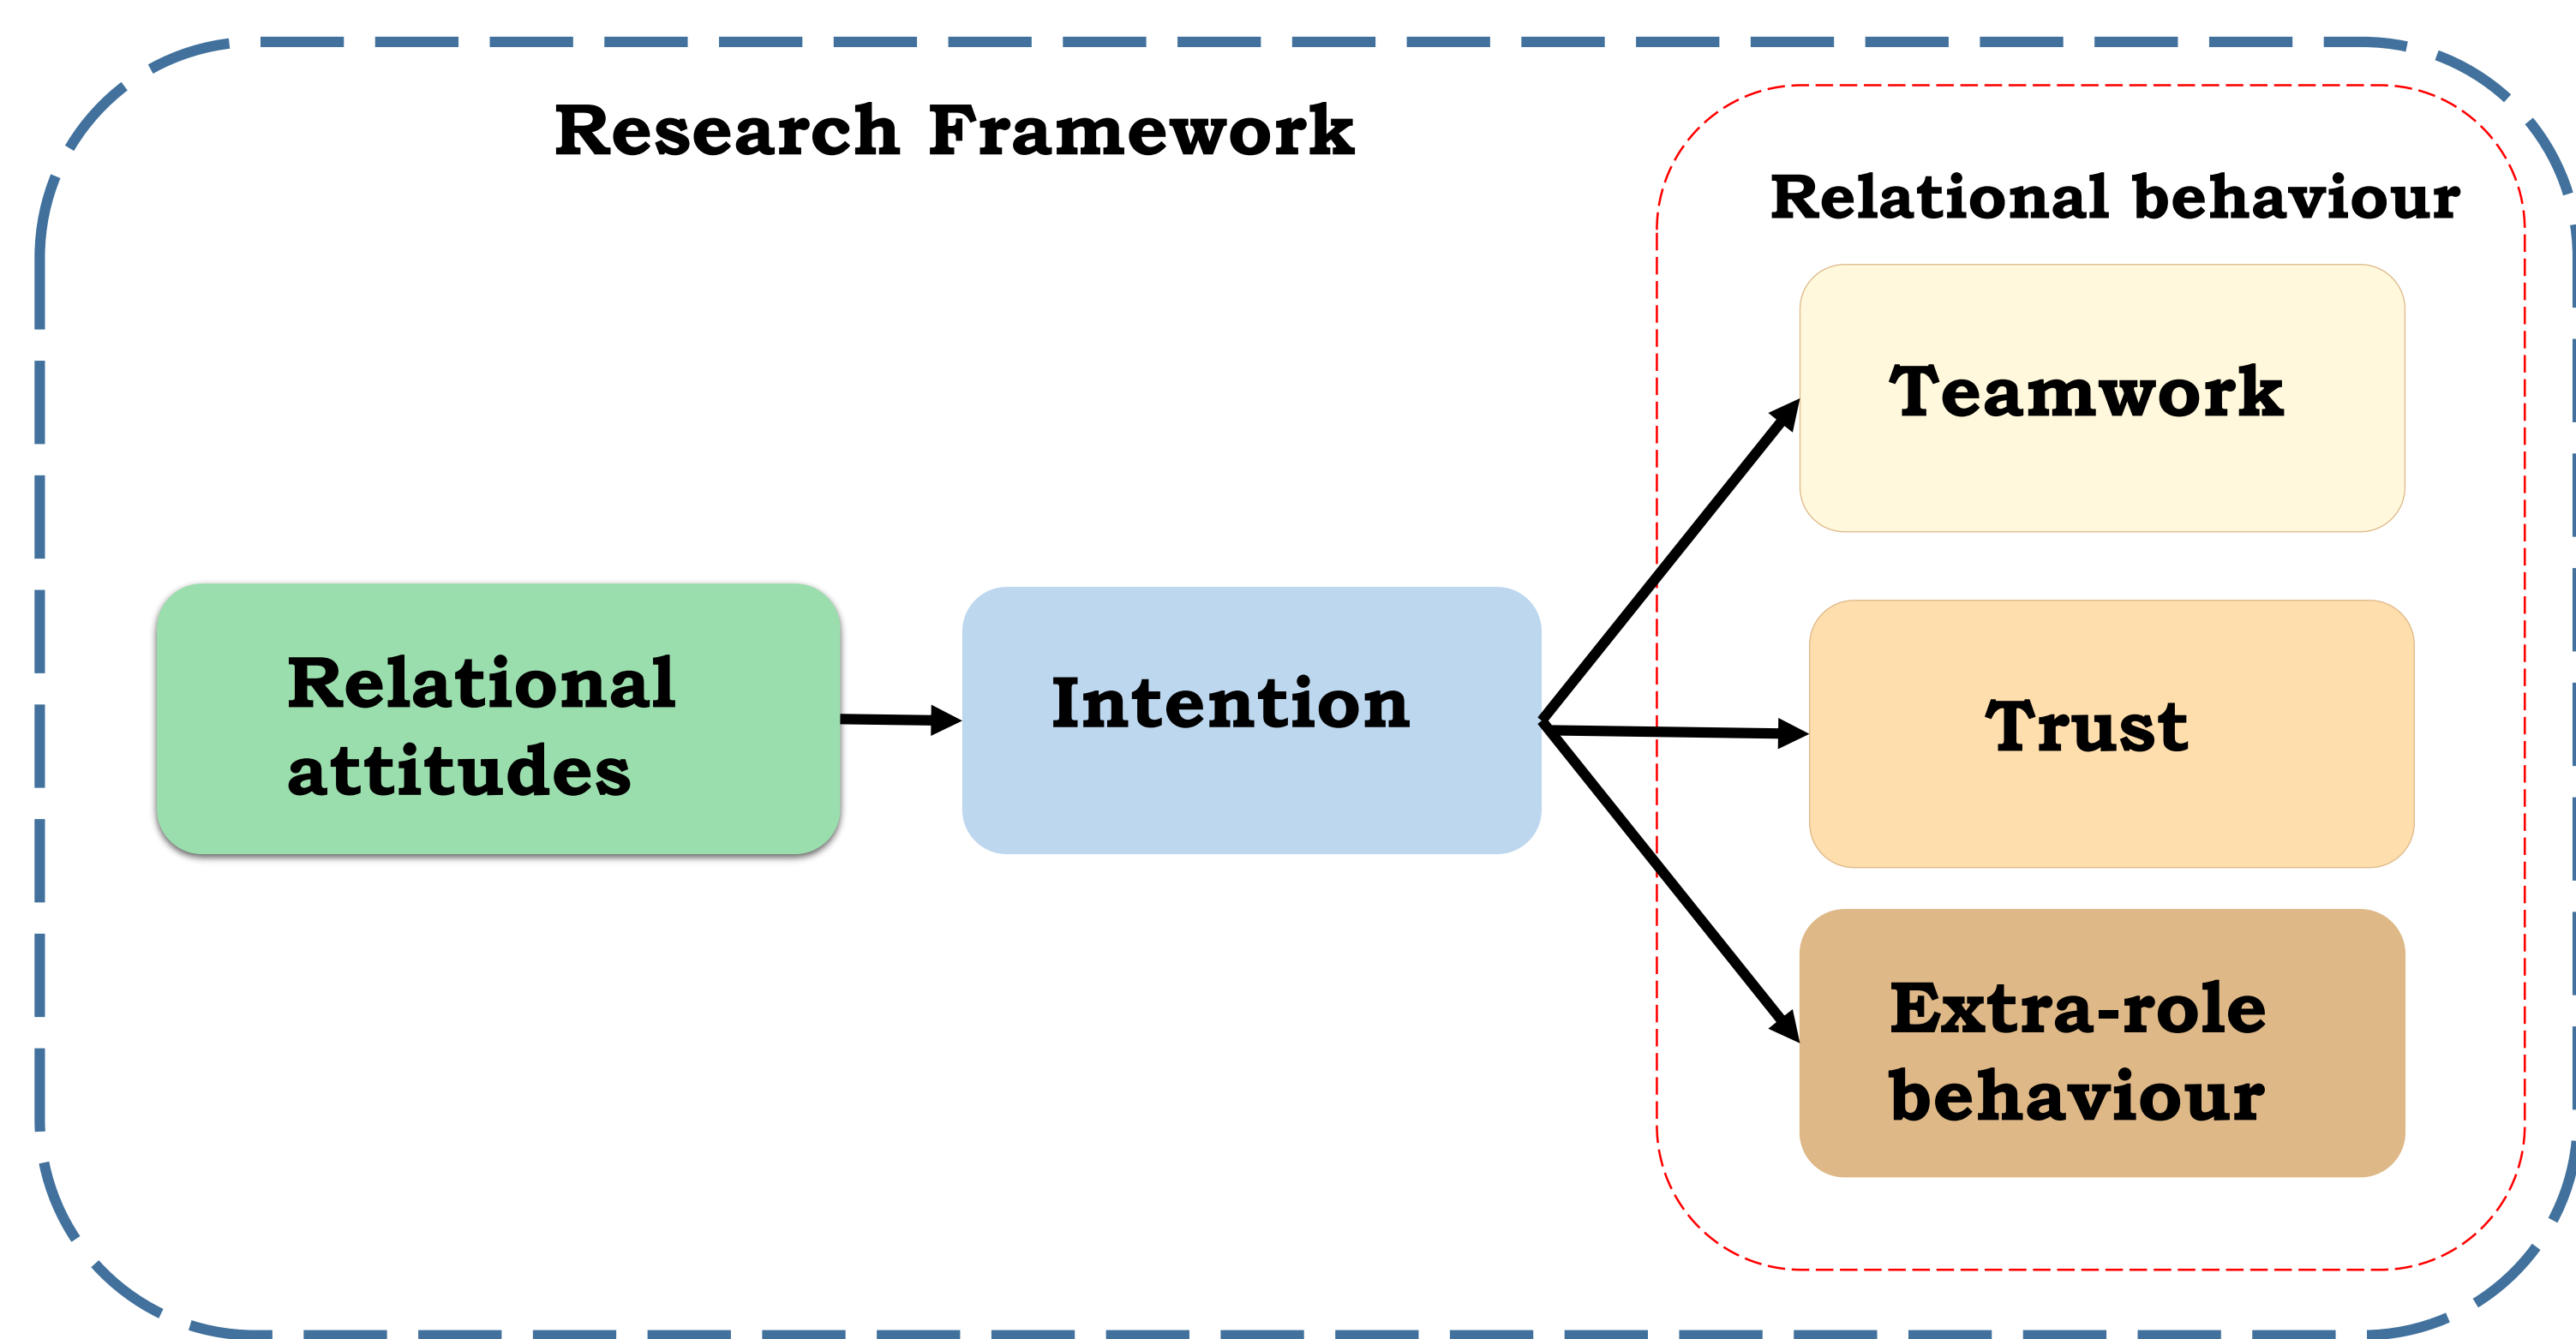 Research Framework
Relational behaviour
Teamwork
Relational
attitudes
Intention
Trust
Extra-role
behaviour